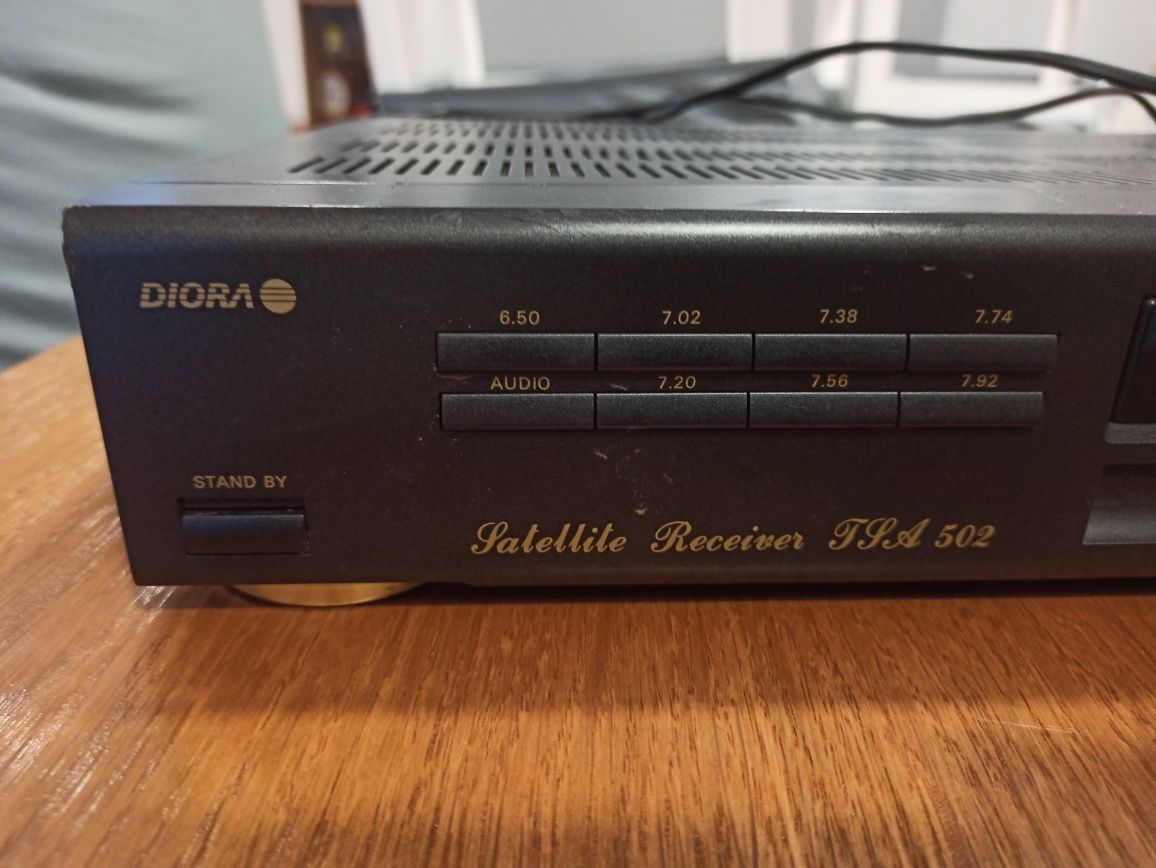 DIORA
6.50 7.02 7.38 7.74
AUDIO 7.20 7.56 7.92
STAND BY
Satellite Receiver TSA 502